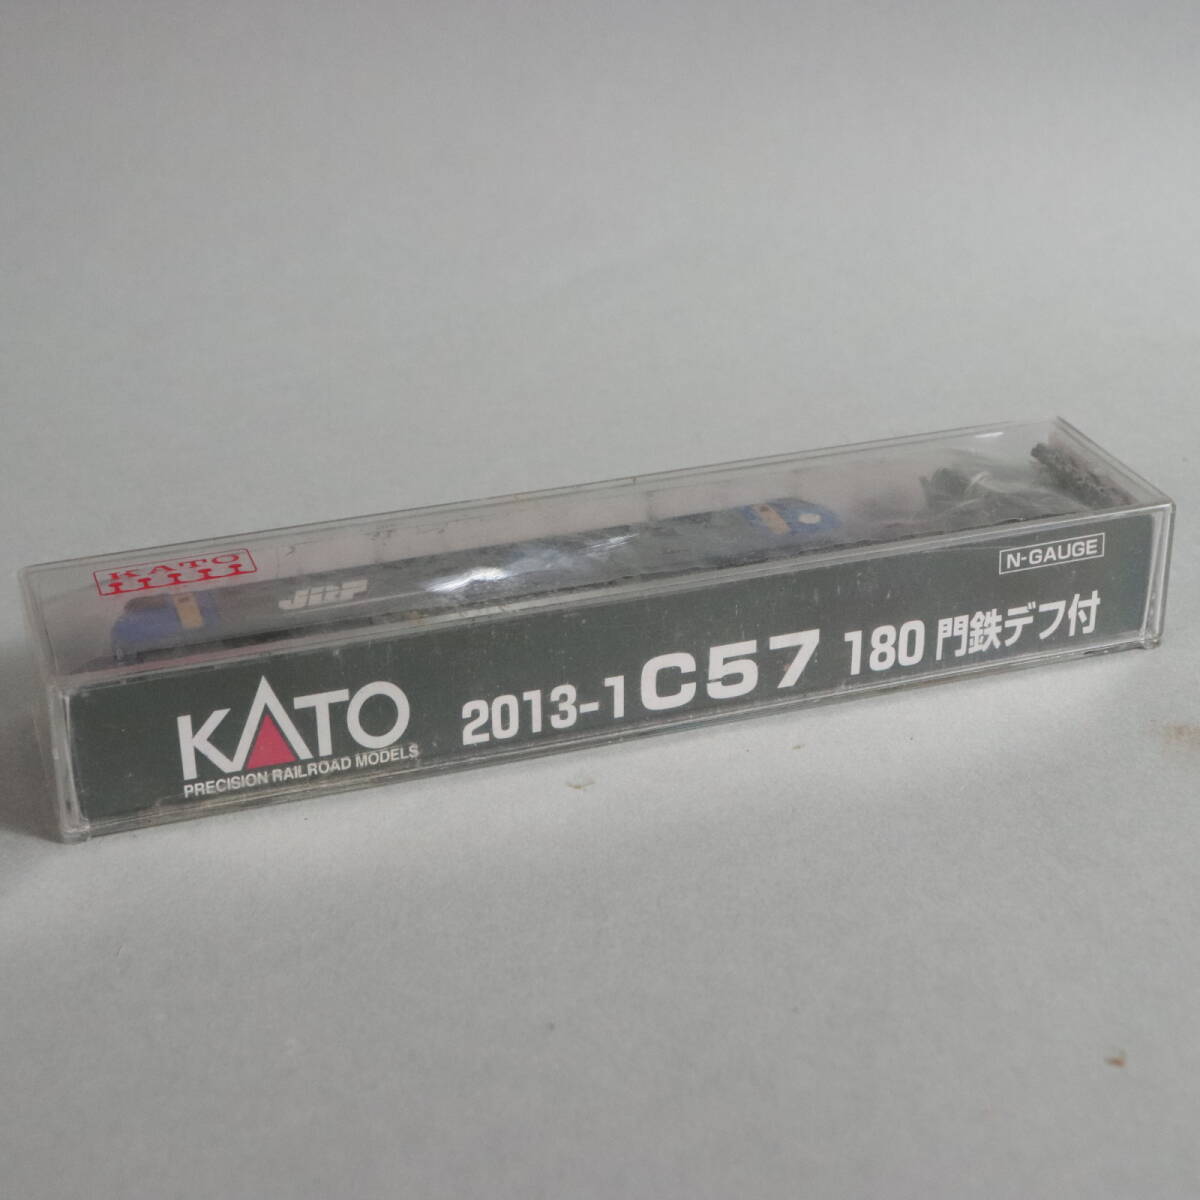 KATO
JRF
N-GAUGE
KATO
PRECISION RAILROAD MODELS
2013-1 C57 180 門鉄デフ付